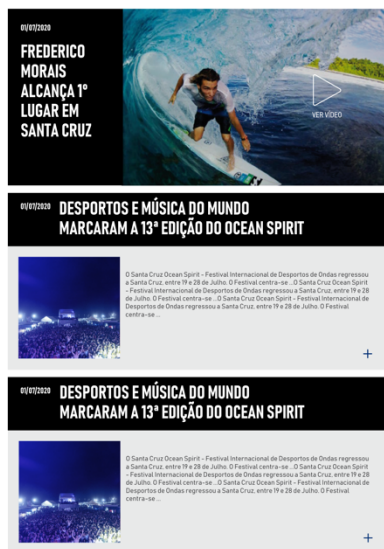 01/07/2020
FREDERICO
MORAIS
ALCANÇA 1º
LUGAR EM
SANTA CRUZ
VER VÍDEO
01/07/2020 DESPORTOS E MÚSICA DO MUNDO
MARCARAM A 13ª EDIÇÃO DO OCEAN SPIRIT
O Santa Cruz Ocean Spirit - Festival Internacional de Desportos de Ondas regressou
a Santa Cruz, entre 19 e 28 de Julho. O Festival centra-se ...O Santa Cruz Ocean Spirit
- Festival Internacional de Desportos de Ondas regressou a Santa Cruz, entre 19 e 28
de Julho. O Festival centra-se ...O Santa Cruz Ocean Spirit - Festival Internacional de
Desportos de Ondas regressou a Santa Cruz, entre 19 e 28 de Julho. O Festival
centra-se ...
+
01/07/2020 DESPORTOS E MÚSICA DO MUNDO
MARCARAM A 13ª EDIÇÃO DO OCEAN SPIRIT
O Santa Cruz Ocean Spirit - Festival Internacional de Desportos de Ondas regressou
a Santa Cruz, entre 19 e 28 de Julho. O Festival centra-se ...O Santa Cruz Ocean Spirit
- Festival Internacional de Desportos de Ondas regressou a Santa Cruz, entre 19 e 28
de Julho. O Festival centra-se ...O Santa Cruz Ocean Spirit - Festival Internacional de
Desportos de Ondas regressou a Santa Cruz, entre 19 e 28 de Julho. O Festival
centra-se ...
+